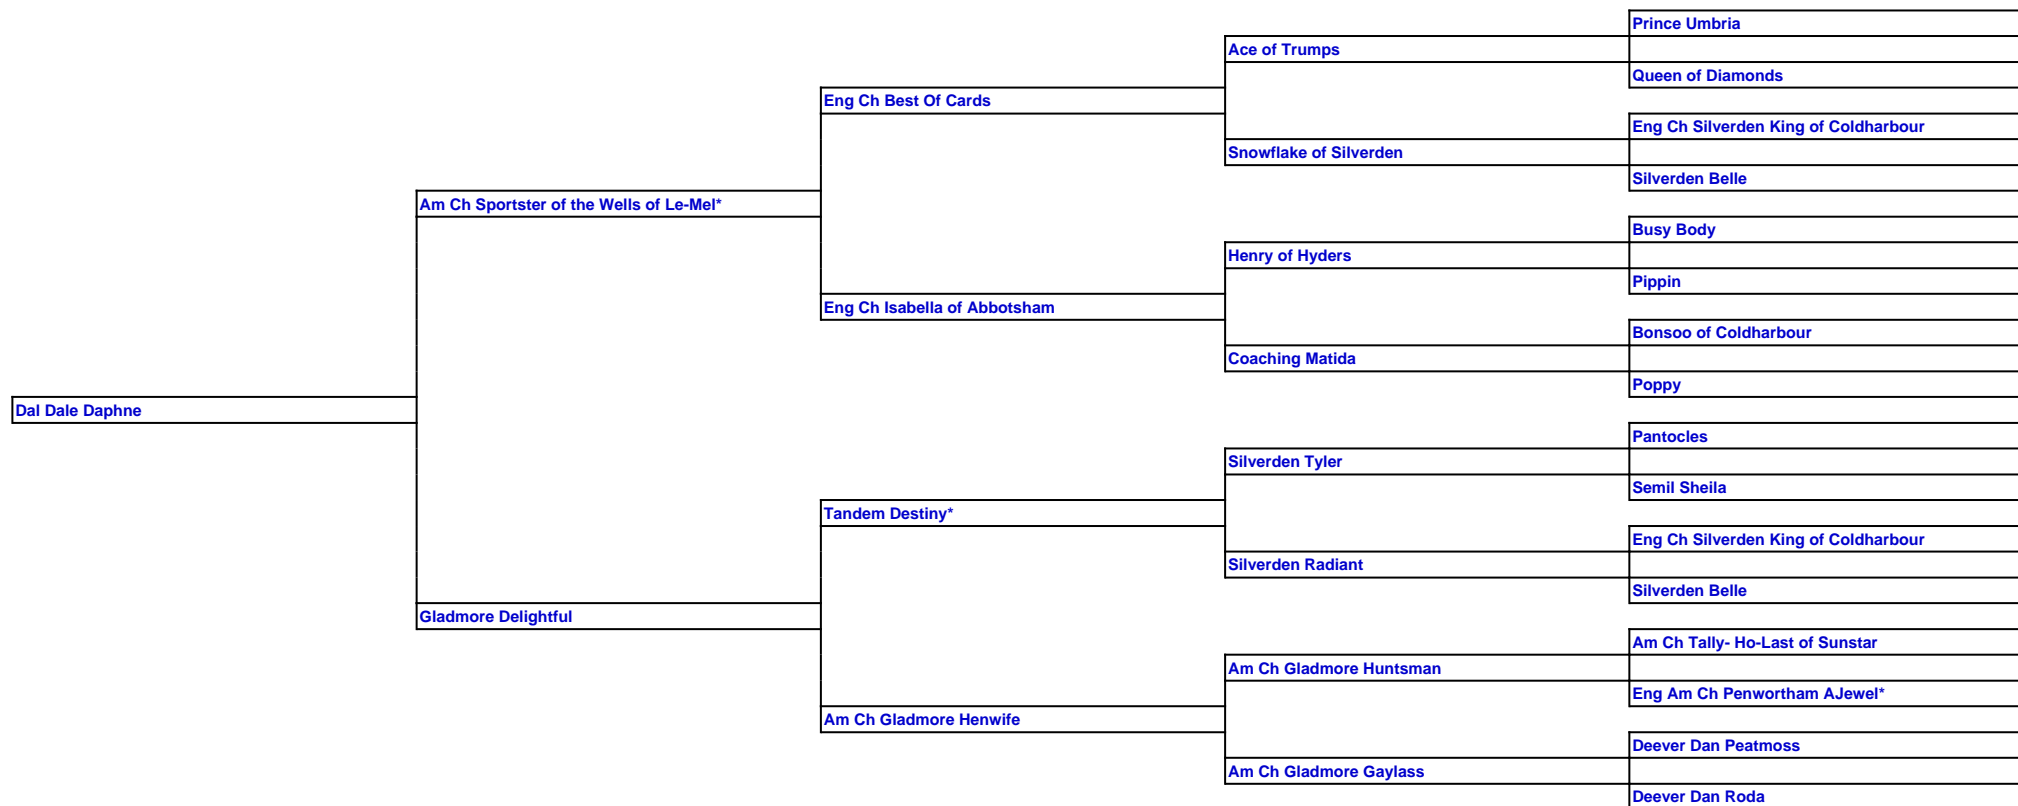 Prince Umbria
Ace of Trumps
Queen of Diamonds
Eng Ch Best Of Cards
Eng Ch Silverden King of Coldharbour
Snowflake of Silverden
Silverden Belle
Am Ch Sportster of the Wells of Le-Mel*
Busy Body
Henry of Hyders
Pippin
Eng Ch Isabella of Abbotsham
Bonsoo of Coldharbour
Coaching Matida
Poppy
Dal Dale Daphne
Pantocles
Silverden Tyler
Semil Sheila
Tandem Destiny*
Eng Ch Silverden King of Coldharbour
Silverden Radiant
Silverden Belle
Gladmore Delightful
Am Ch Tally- Ho-Last of Sunstar
Am Ch Gladmore Huntsman
Eng Am Ch Penwortham AJewel*
Am Ch Gladmore Henwife
Deever Dan Peatmoss
Am Ch Gladmore Gaylass
Deever Dan Roda